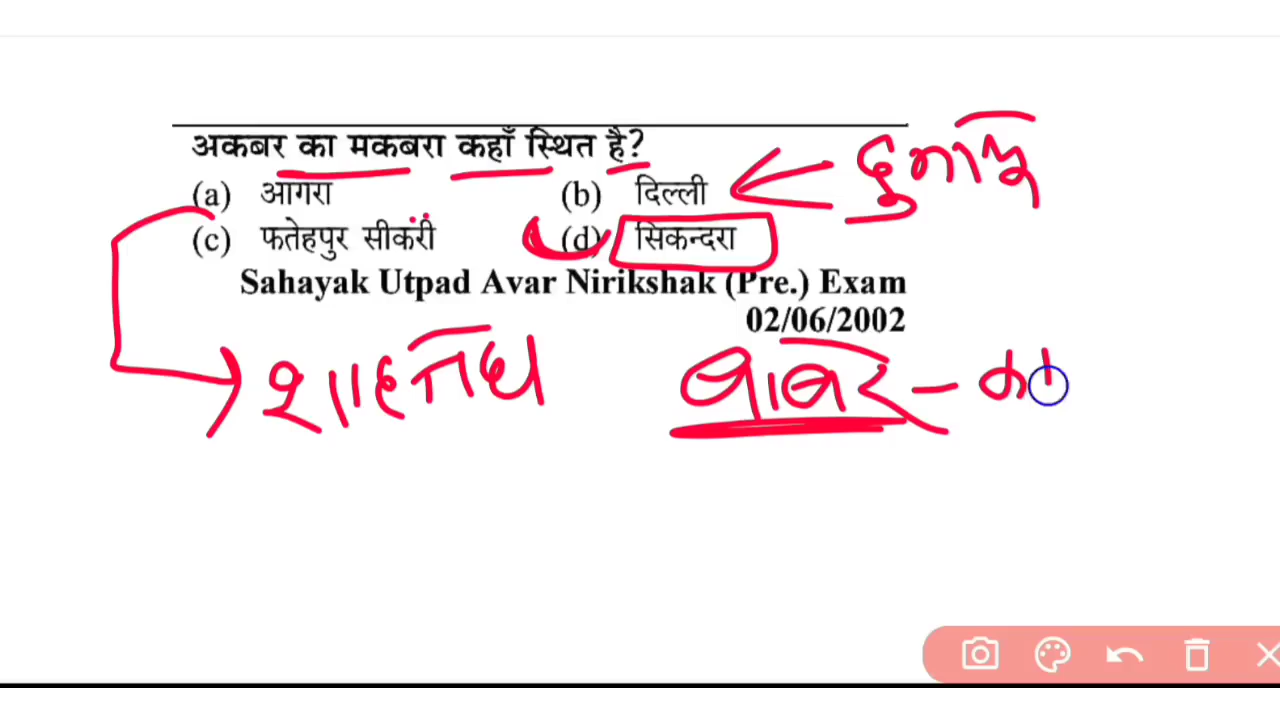 अकबर का मकबरा कहाँ स्थित है?
(a) आगरा (b) दिल्ली
(c) फतेहपुर सीकरी (d) सिकन्दरा
Sahayak Utpad Avar Nirikshak (Pre.) Exam
02/06/2002
बाबर -